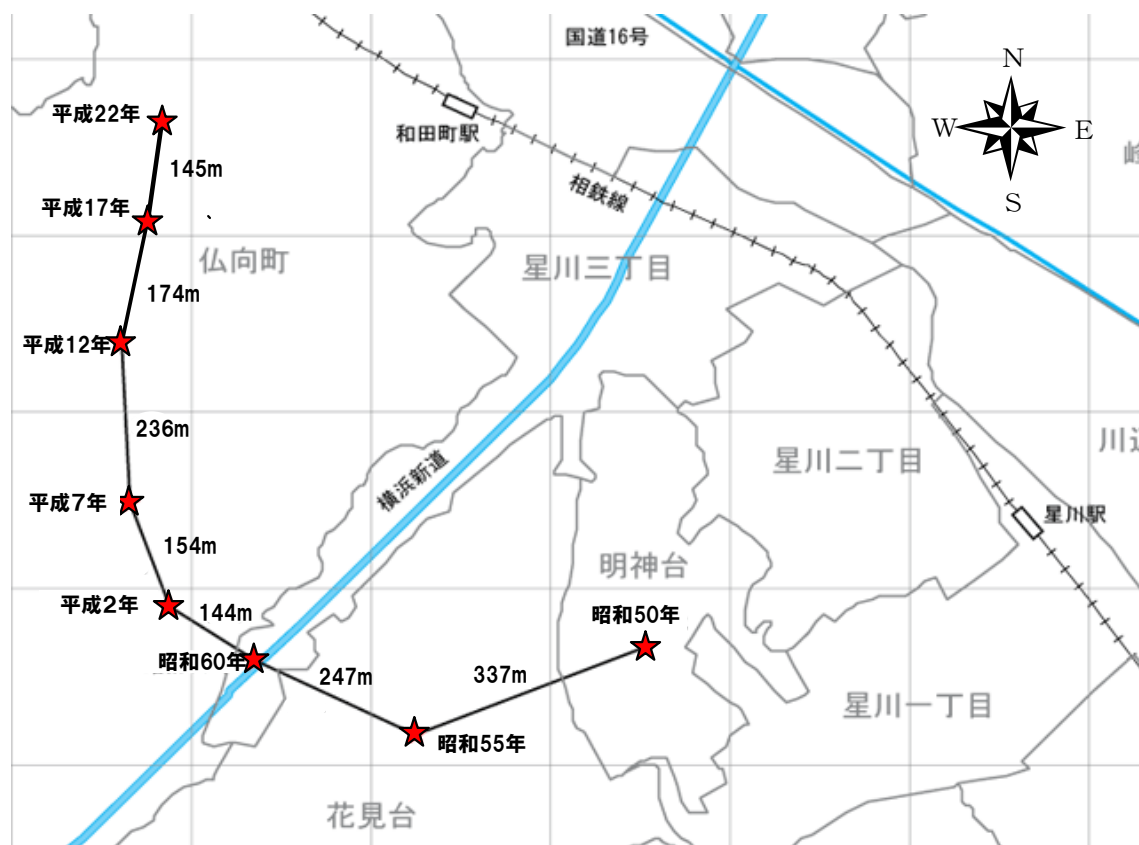 国道16号
N
平成22年
和田町駅
W
E
145m
相鉄線
S
平成17年
仏向町
星川三丁目
174m
平成12年
236m
横浜新道
星川二丁目
平成7年
星川駅
154m
明神台
平成2年
144m
昭和50年
昭和60年
247m
337m
星川一丁目
昭和55年
花見台